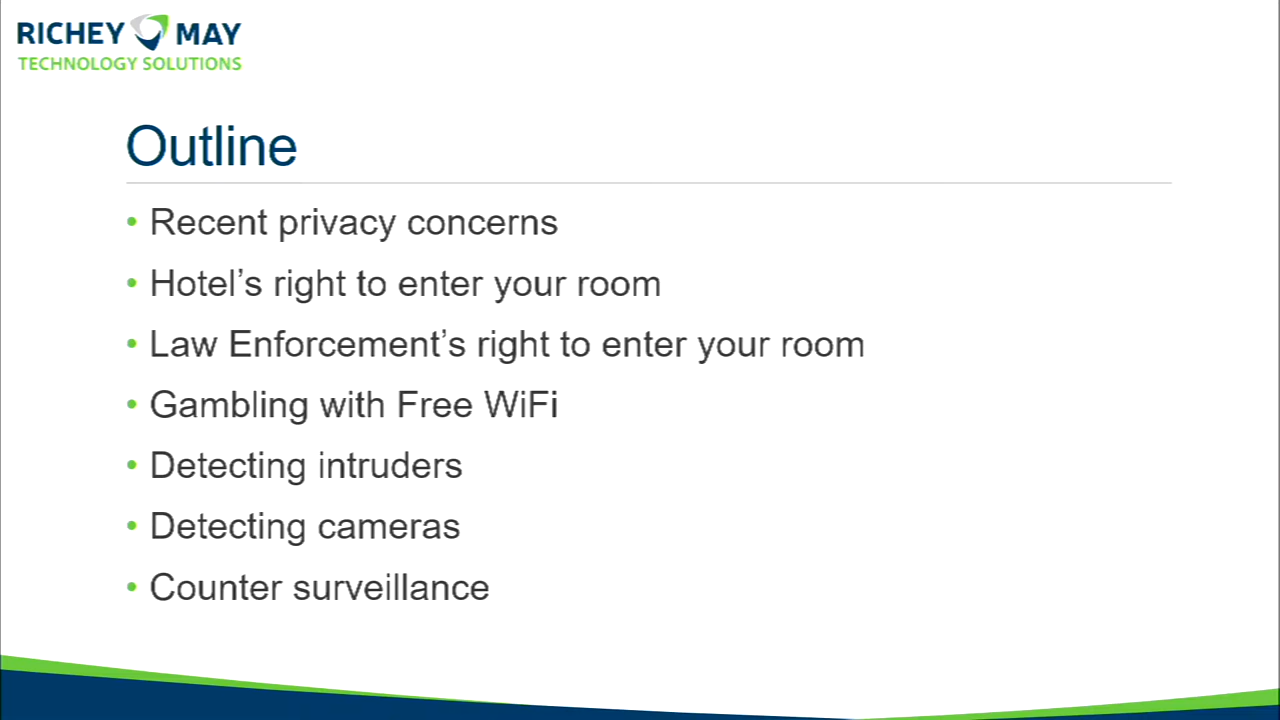 RICHEY MAY
TECHNOLOGY SOLUTIONS
Outline
• Recent privacy concerns
• Hotel’s right to enter your room
• Law Enforcement’s right to enter your room
• Gambling with Free WiFi
• Detecting intruders
• Detecting cameras
• Counter surveillance